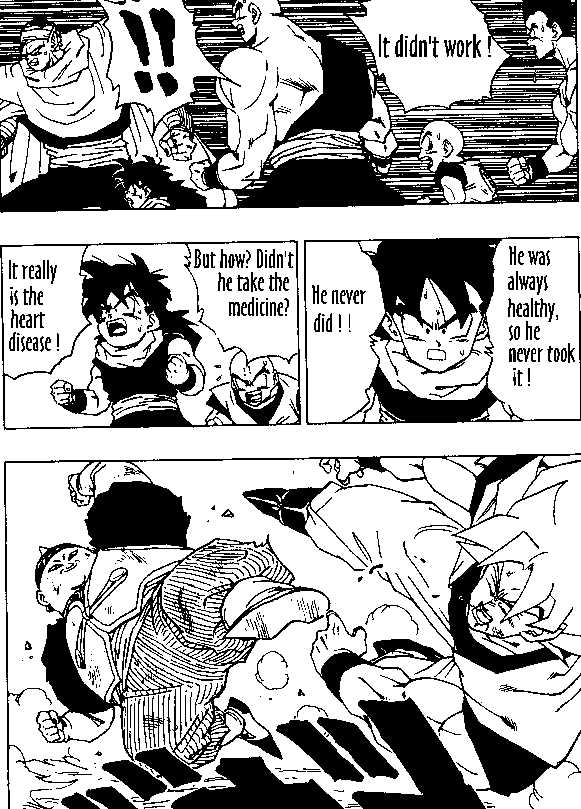 !!
It didn't work !
It really
is the
heart
disease !
But how? Didn't
he take the
medicine?
He never
did ! !
He was
always
healthy,
so he
never took
it !